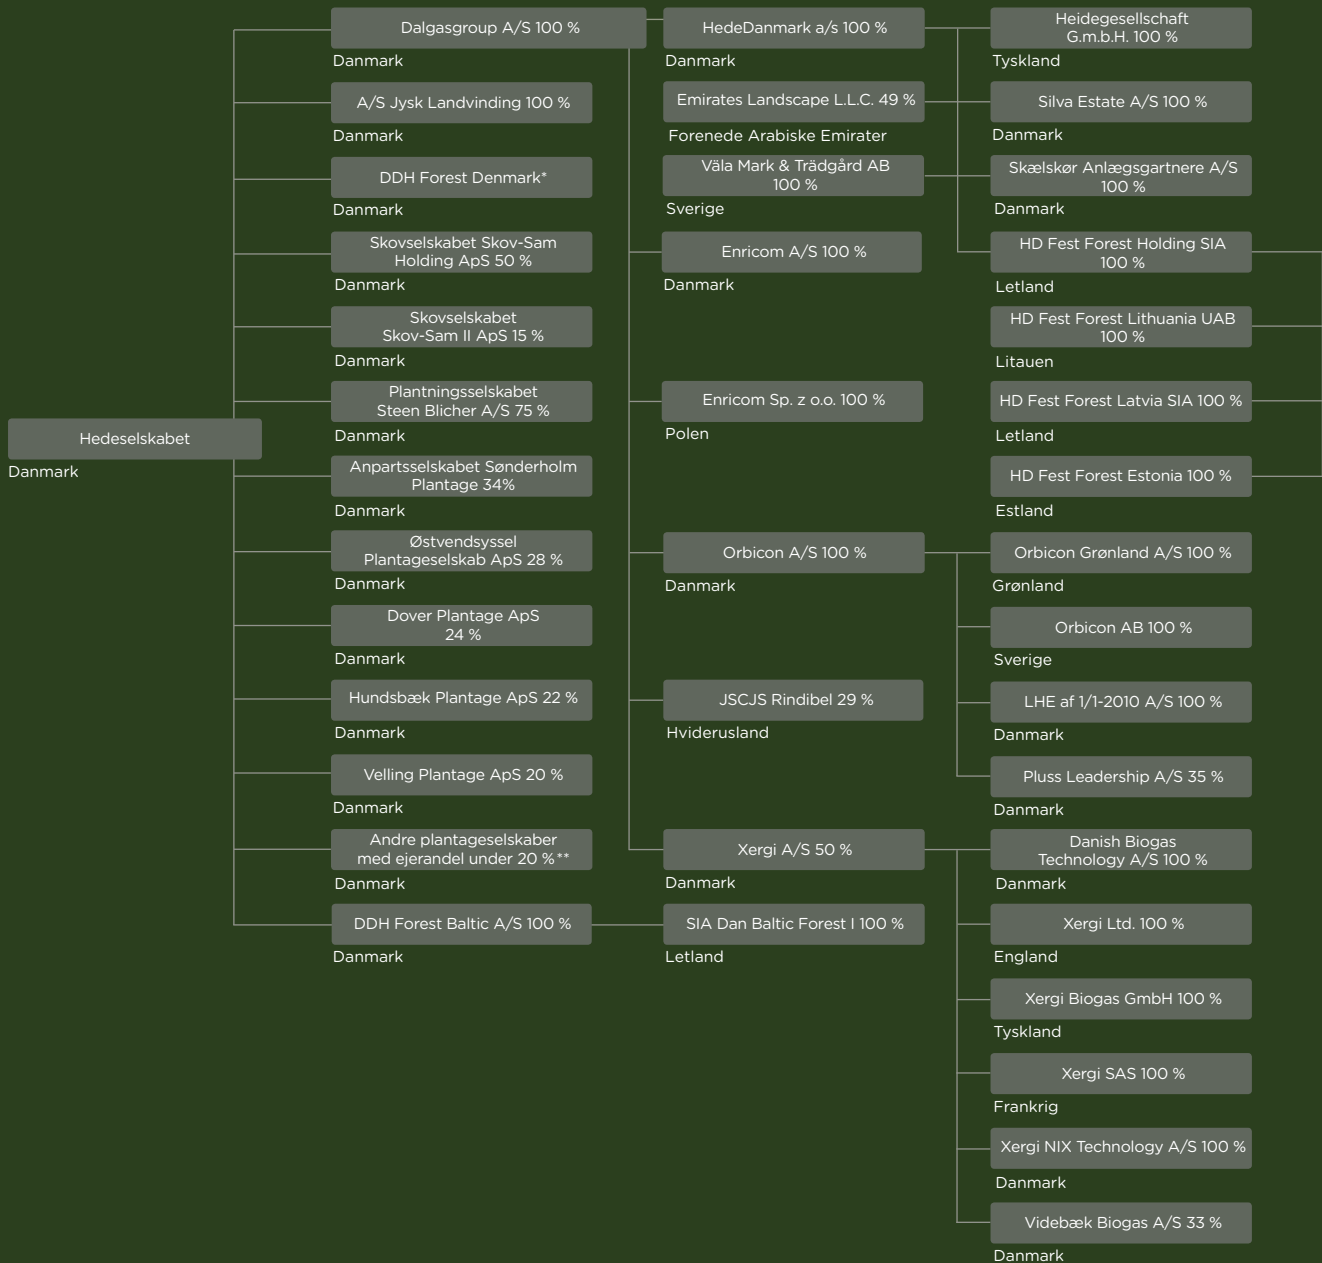 Hedeselskabet
Danmark
Dalgasgroup A/S 100 %
Danmark
A/S Jysk Landvinding 100 %
Danmark
DDH Forest Denmark*
Danmark
Skovselskabet Skov-Sam
Holding ApS 50 %
Danmark
Skovselskabet
Skov-Sam II ApS 15 %
Danmark
Plantningsselskabet
Steen Blicher A/S 75 %
Danmark
Anpartsselskabet Sønderholm
Plantage 34%
Danmark
Østvendsyssel
Plantageselskab ApS 28 %
Danmark
Dover Plantage ApS
24 %
Danmark
Hundsbæk Plantage ApS 22 %
Danmark
Velling Plantage ApS 20 %
Danmark
Andre plantageselskaber
med ejerandel under 20 %**
Danmark
DDH Forest Baltic A/S 100 %
Danmark
HedeDanmark a/s 100 %
Danmark
Emirates Landscape L.L.C. 49 %
Forenede Arabiske Emirater
Väla Mark & Trädgård AB
100 %
Sverige
Enricom A/S 100 %
Danmark
Enricom Sp. z o.o. 100 %
Polen
Orbicon A/S 100 %
Danmark
JSCJS Rindibel 29 %
Hviderusland
Xergi A/S 50 %
Danmark
SIA Dan Baltic Forest I 100 %
Letland
Heidegesellschaft
G.m.b.H. 100 %
Tyskland
Silva Estate A/S 100 %
Danmark
Skælskør Anlægsgartnere A/S
100 %
Danmark
HD Fest Forest Holding SIA
100 %
Letland
HD Fest Forest Lithuania UAB
100 %
Litauen
HD Fest Forest Latvia SIA 100 %
Letland
HD Fest Forest Estonia 100 %
Estland
Orbicon Grønland A/S 100 %
Grønland
Orbicon AB 100 %
Sverige
LHE af 1/1-2010 A/S 100 %
Danmark
Pluss Leadership A/S 35 %
Danmark
Danish Biogas
Technology A/S 100 %
Danmark
Xergi Ltd. 100 %
England
Xergi Biogas GmbH 100 %
Tyskland
Xergi SAS 100 %
Frankrig
Xergi NIX Technology A/S 100 %
Danmark
Videbæk Biogas A/S 33 %
Danmark